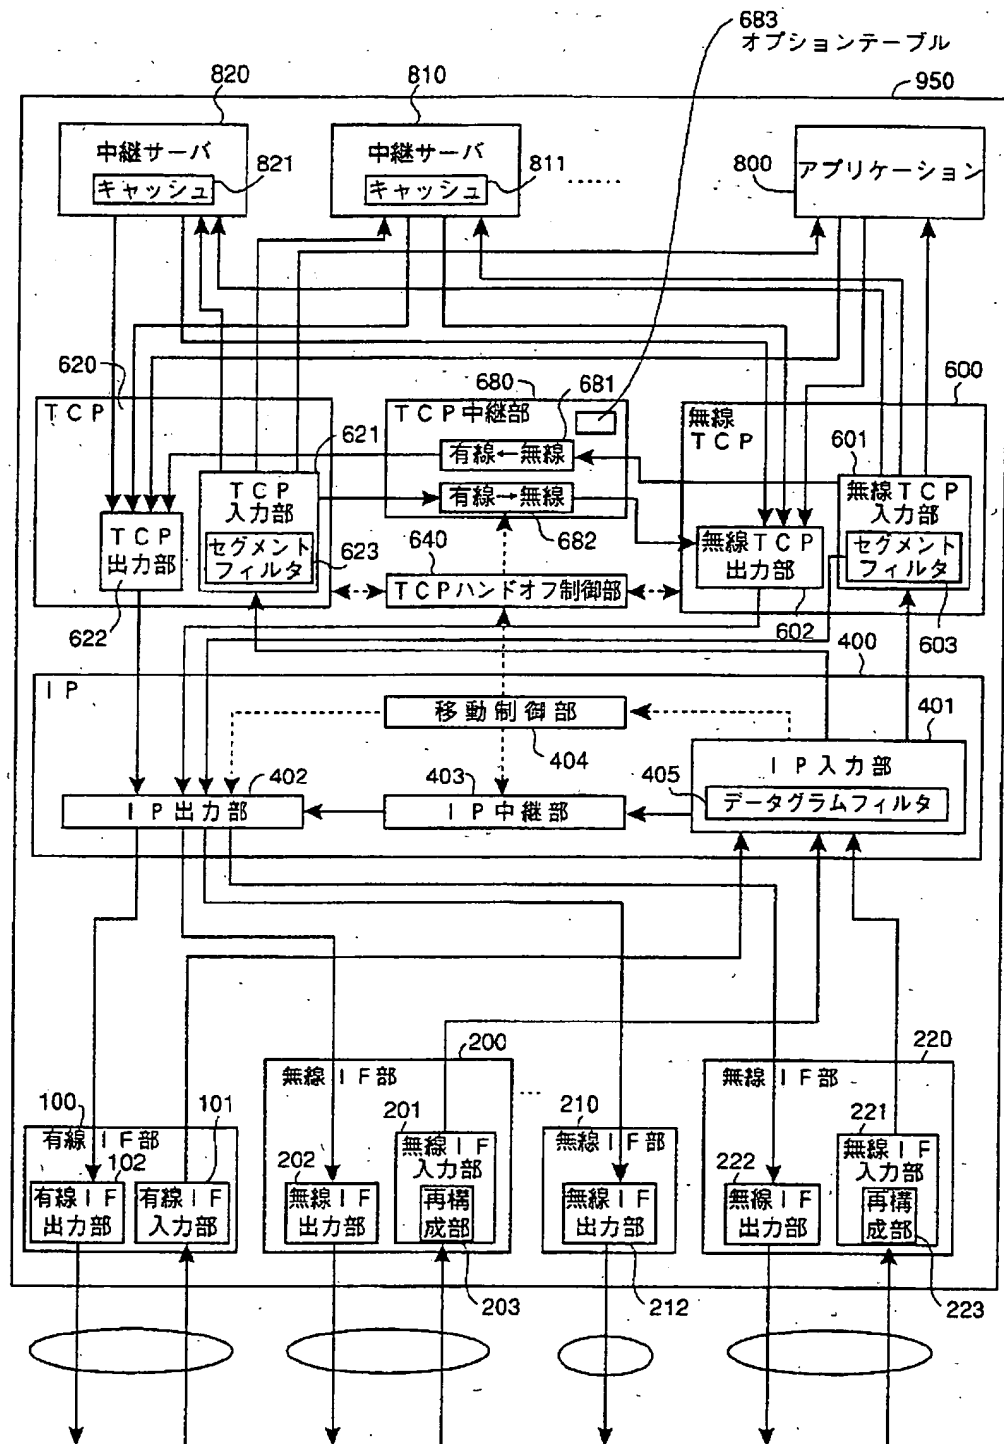 683
オプションテーブル
820
810
950
中継サーバ
キャッシュ
821
中継サーバ
キャッシュ
811
......
800
アプリケーション
620
680
681
600
TCP
621
TCP中継部
無線
TCP
601
有線←無線
有線→無線
TCP
入力部
セグメント
フィルタ
623
TCP
出力部
622
682
640
TCPハンドオフ制御部
無線TCP
出力部
602
無線TCP
入力部
セグメント
フィルタ
603
400
IP
移動制御部
404
401
IP入力部
405
データグラムフィルタ
402
IP出力部
403
IP中継部
100
有線IF部
101
102
有線IF
出力部
有線IF
入力部
200
無線IF部
201
無線IF
入力部
再構
成部
202
無線IF
出力部
203
...
210
無線IF部
無線IF
出力部
212
220
無線IF部
221
無線IF
入力部
再構
成部
222
無線IF
出力部
223